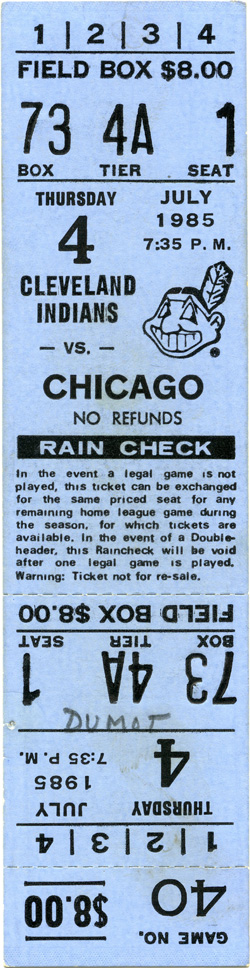 1 | 2 | 3 | 4
FIELD BOX $8.00
73 4A 1
BOX TIER SEAT
THURSDAY JULY
4 1985
7:35 P. M.
CLEVELAND
INDIANS
— VS. —
CHICAGO
NO REFUNDS
RAIN CHECK
In the event a legal game is not
played, this ticket can be exchanged
for the same priced seat for any
remaining home league game during
the season, for which tickets are
available. In the event of a Double-
header, this Raincheck will be void
after one legal game is played.
Warning: Ticket not for re-sale.
GAME NO. $8.00
40
1 | 2 | 3 | 4
THURSDAY JULY
4 1985
7:35 P. M.
DUMOT
73 4A 1
BOX TIER SEAT
FIELD BOX $8.00